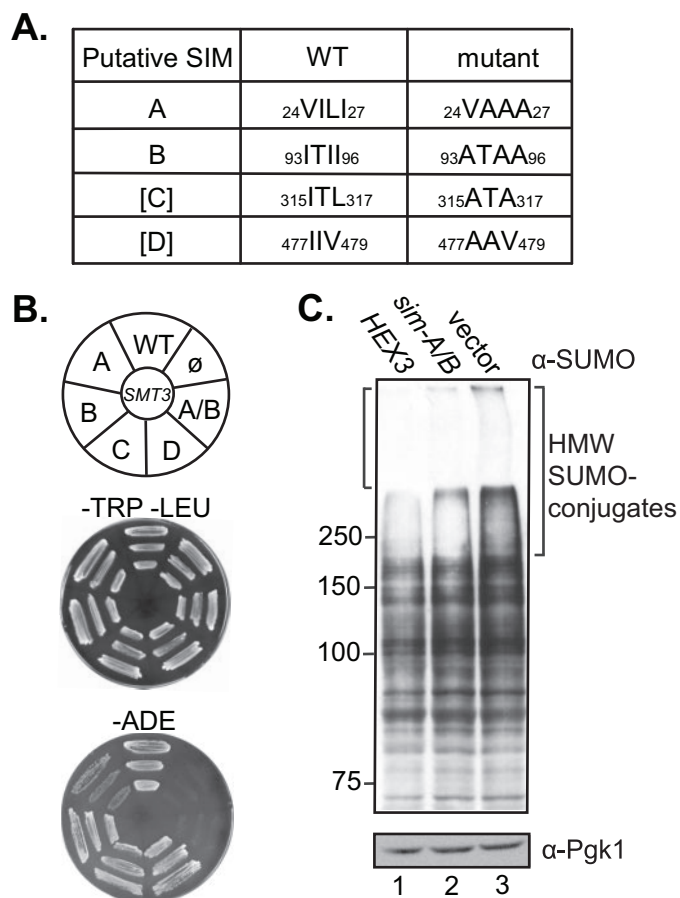 A.
Putative SIM WT mutant
A 24VILI27 24VAAA27
B 93ITII96 93ATAA96
[C] 315ITL317 315ATA317
[D] 477IIV479 477AAV479
B.
WT
A ø
SMT3
B A/B
C D
-TRP -LEU
-ADE
C.
HEX3
sim-A/B
vector
α-SUMO
HMW
SUMO-
conjugates
250
150
100
75
α-Pgk1
1 2 3